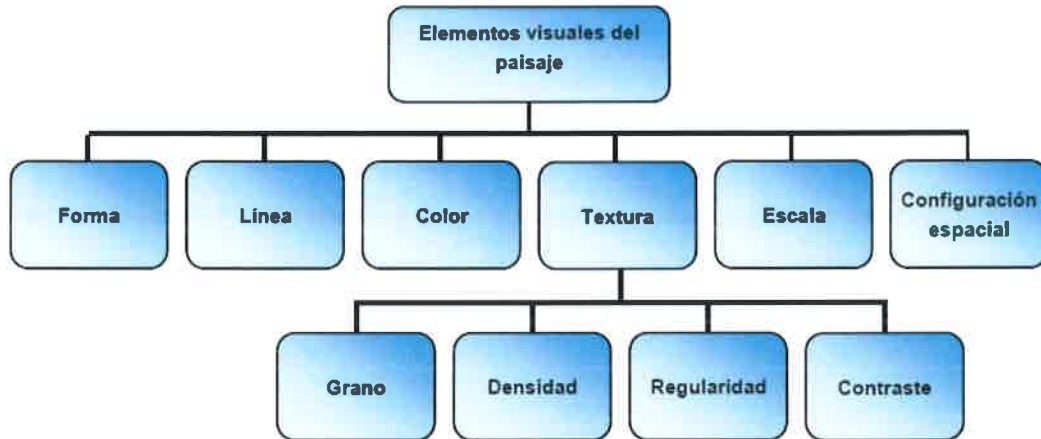 Elementos visuales del
paisaje
Forma
Línea
Color
Textura
Escala
Configuración
espacial
Grano
Densidad
Regularidad
Contraste